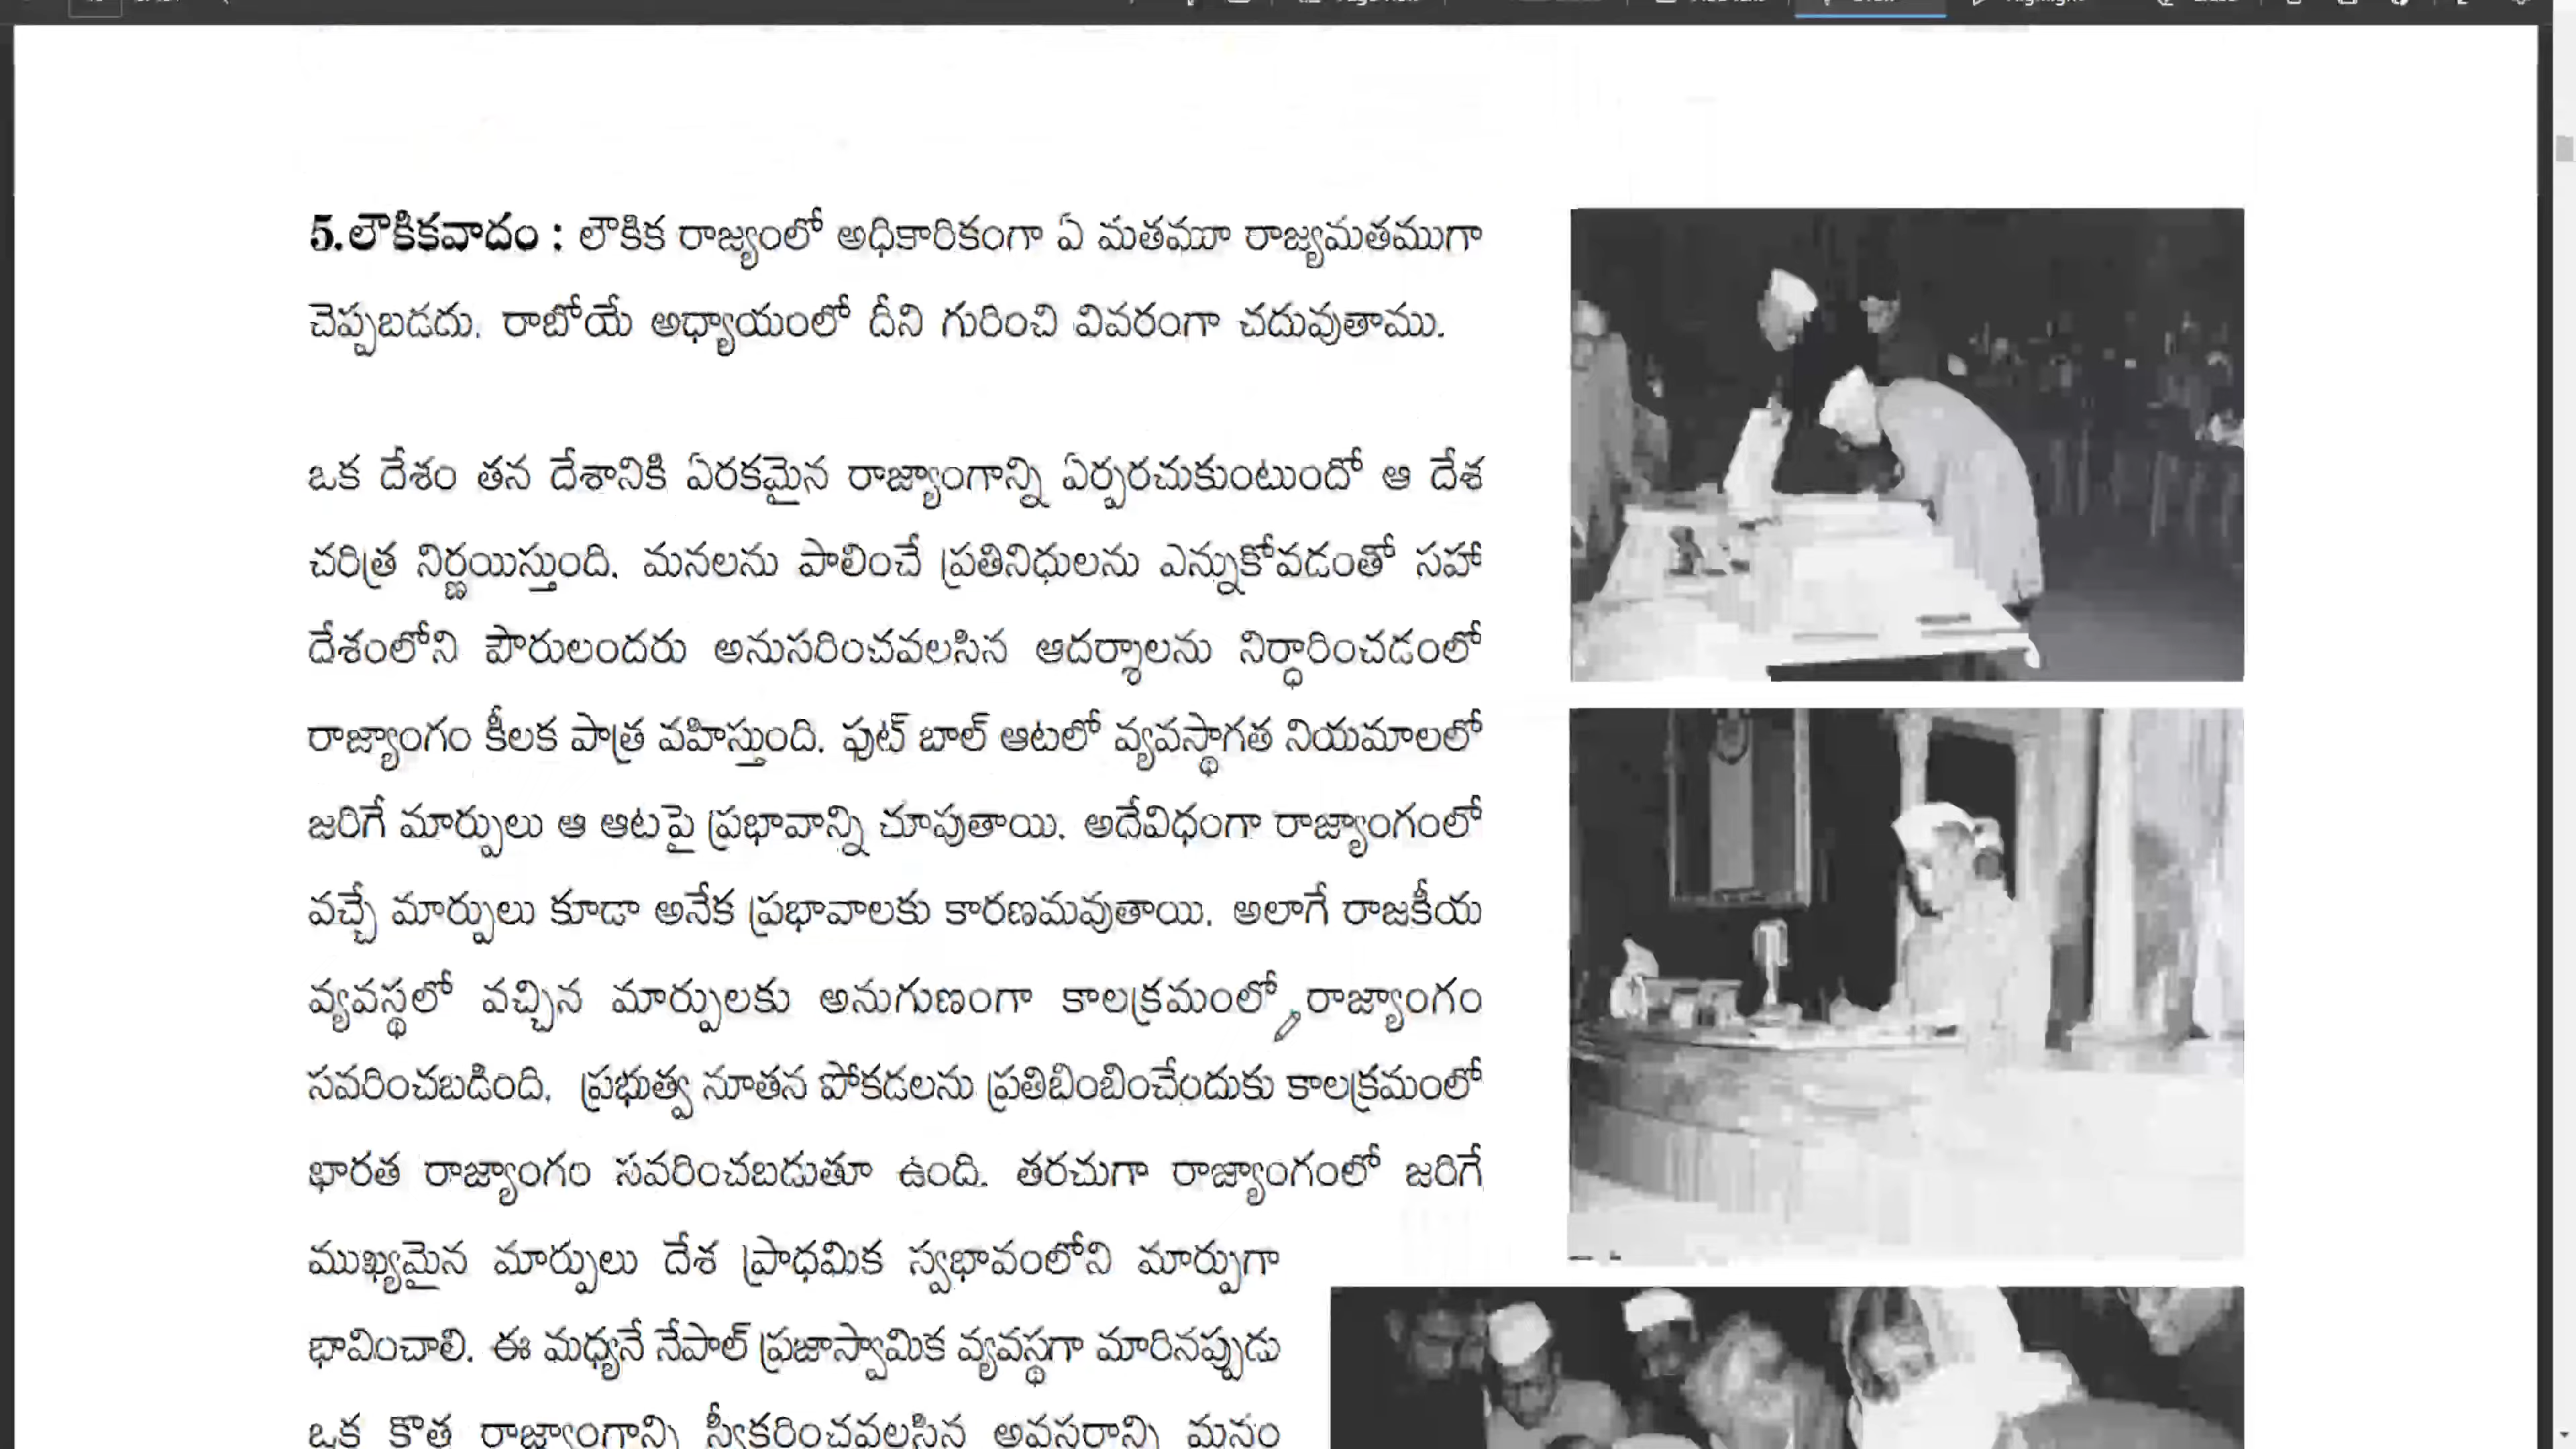 5.లౌకికవాదం : లౌకిక రాజ్యంలో అధికారికంగా ఏ మతమూ రాజ్యమతముగా
చెప్పబడదు. రాబోయే అధ్యాయంలో దీని గురించి వివరంగా చదువుతాము.
ఒక దేశం తన దేశానికి ఏరకమైన రాజ్యాంగాన్ని ఏర్పరచుకుంటుందో ఆ దేశ
చరిత్ర నిర్ణయిస్తుంది. మనలను పాలించే ప్రతినిధులను ఎన్నుకోవడంతో సహా
దేశంలోని పౌరులందరు అనుసరించవలసిన ఆదర్శాలను నిర్ధారించడంలో
రాజ్యాంగం కీలక పాత్ర వహిస్తుంది. ఫుట్ బాల్ ఆటలో వ్యవస్థాగత నియమాలలో
జరిగే మార్పులు ఆ ఆటపై ప్రభావాన్ని చూపుతాయి. అదేవిధంగా రాజ్యాంగంలో
వచ్చే మార్పులు కూడా అనేక ప్రభావాలకు కారణమవుతాయి. అలాగే రాజకీయ
వ్యవస్థలో వచ్చిన మార్పులకు అనుగుణంగా కాలక్రమంలో రాజ్యాంగం
సవరించబడింది. ప్రభుత్వ నూతన పోకడలను ప్రతిబింబించేందుకు కాలక్రమంలో
భారత రాజ్యాంగం సవరించబడుతూ ఉంది. తరచుగా రాజ్యాంగంలో జరిగే
ముఖ్యమైన మార్పులు దేశ ప్రాధమిక స్వభావంలోని మార్పుగా
భావించాలి. ఈ మధ్యనే నేపాల్ ప్రజాస్వామిక వ్యవస్థగా మారినప్పుడు
ఒక కొత్త రాజ్యాంగాన్ని స్వీకరించవలసిన అవసరాన్ని మనం